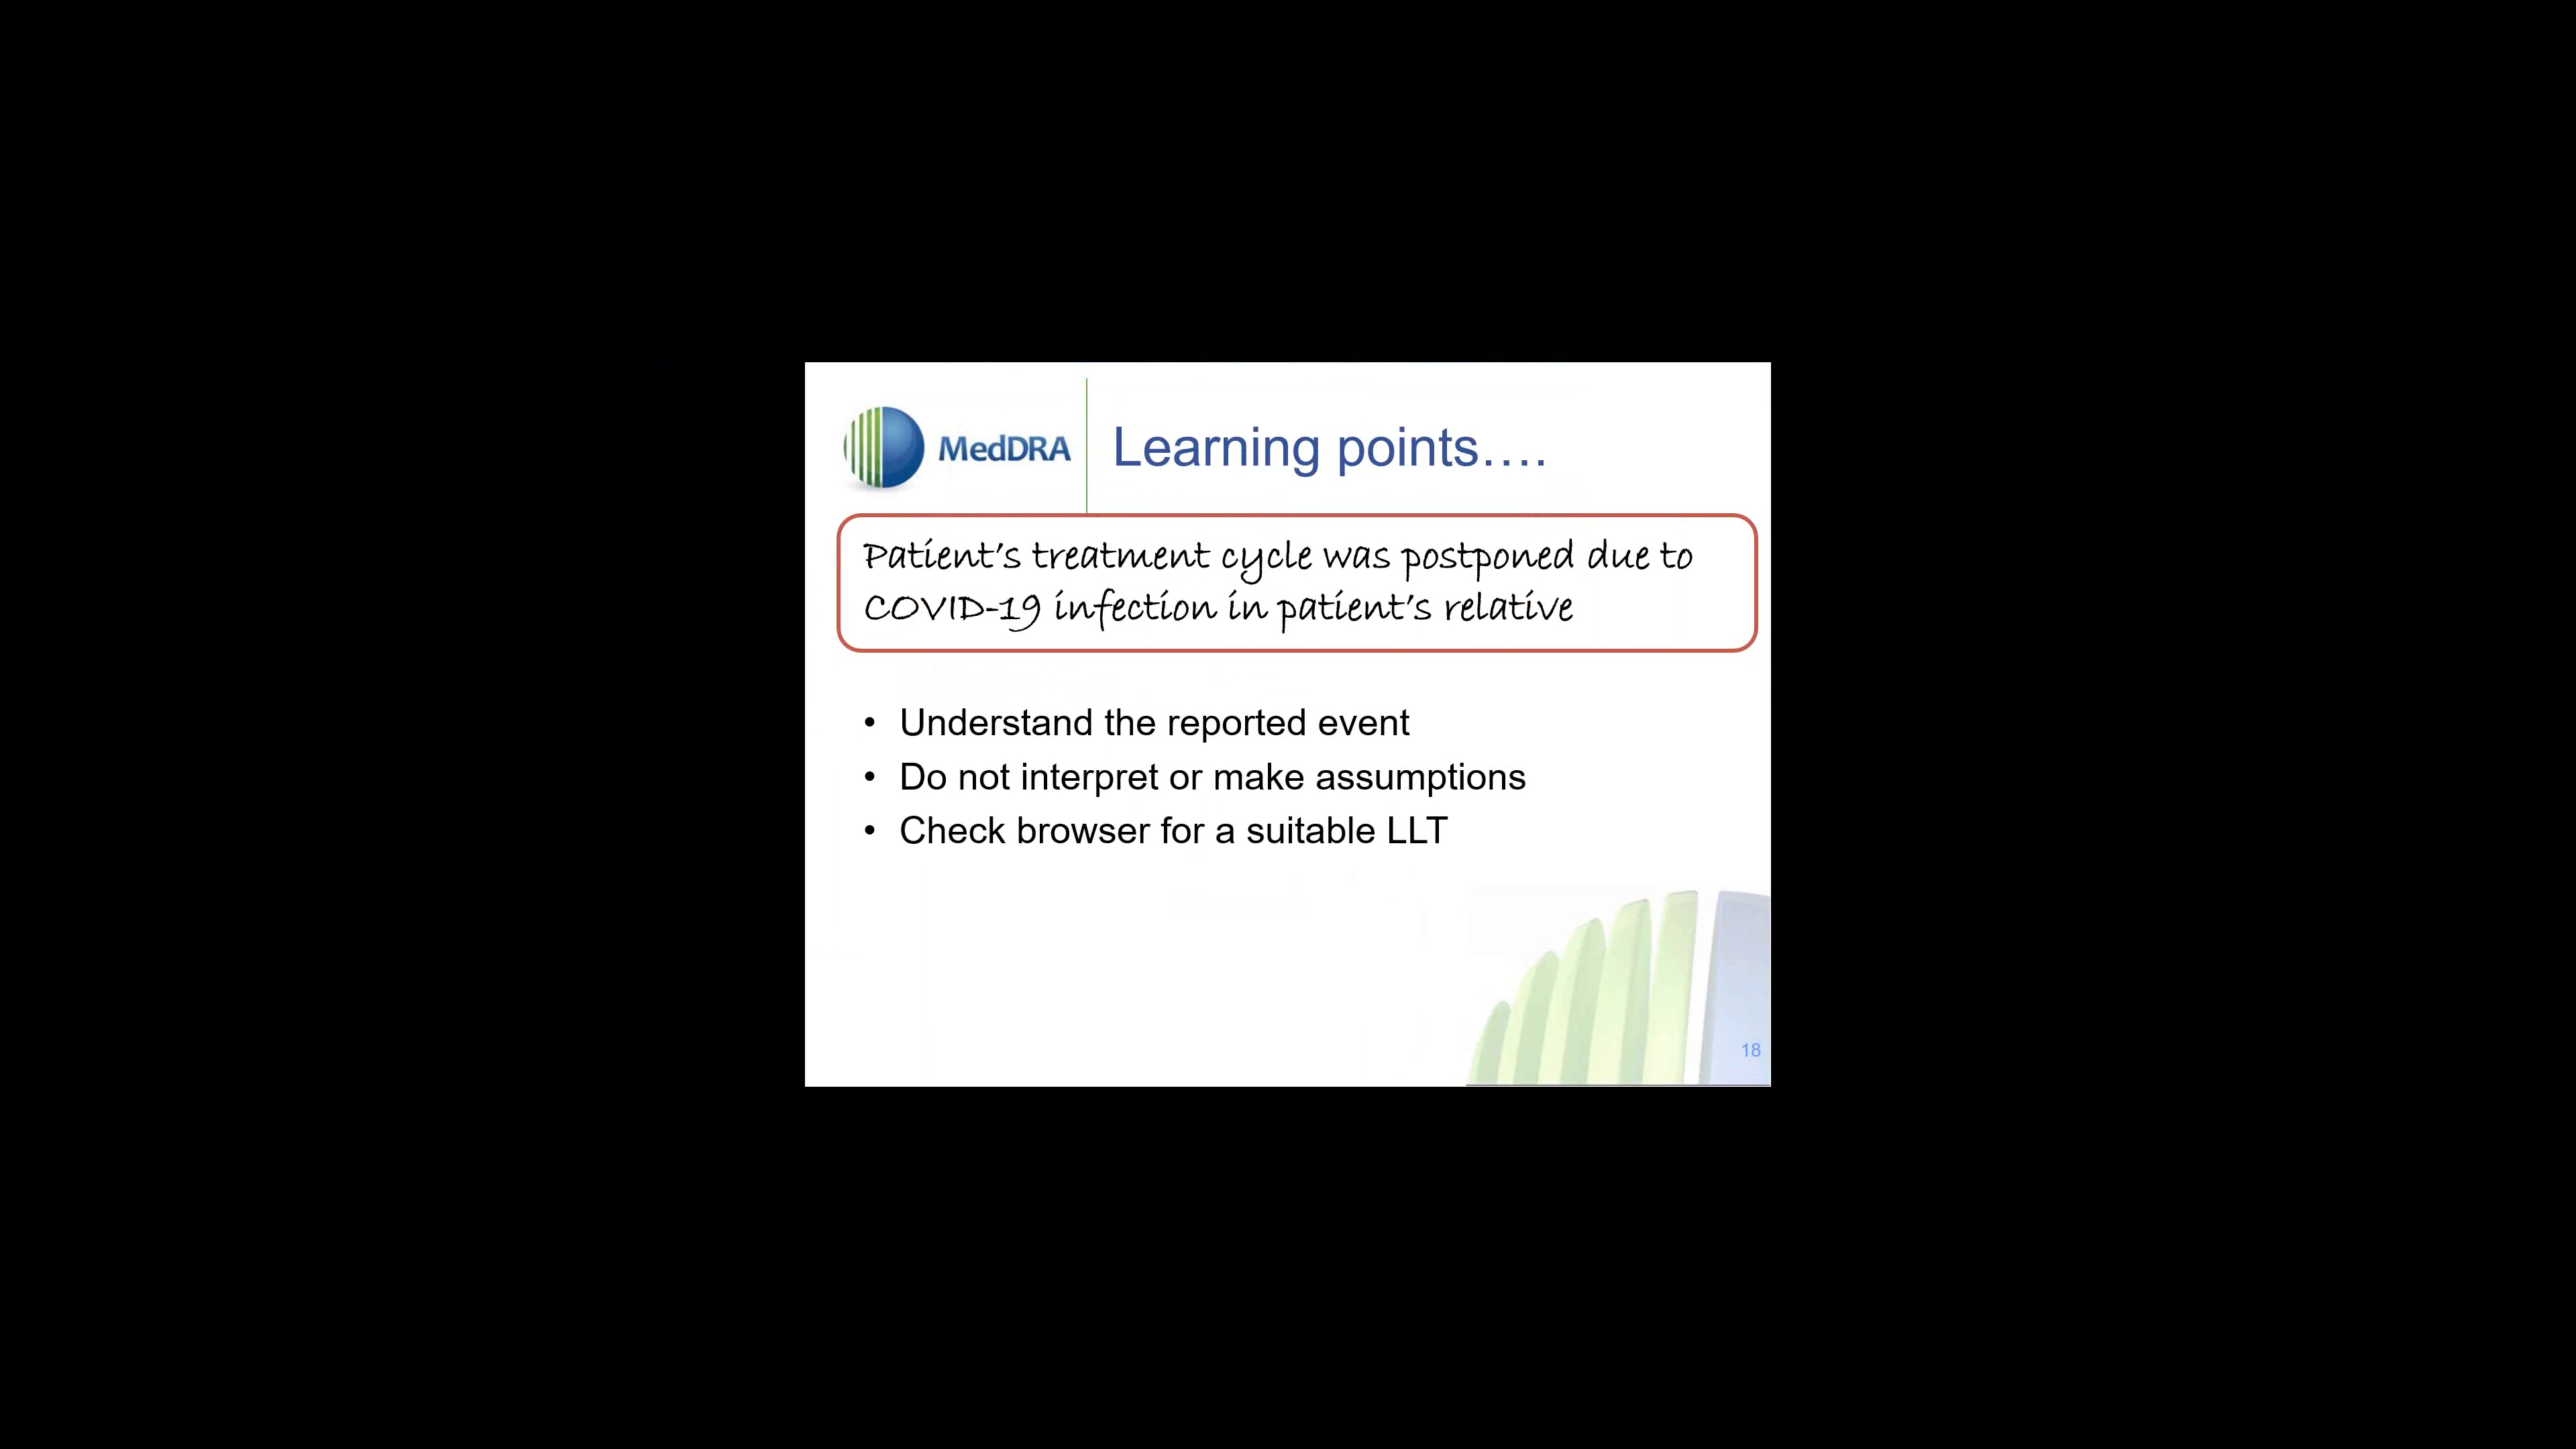 MedDRA
Learning points….
Patient's treatment cycle was postponed due to
COVID-19 infection in patient's relative
• Understand the reported event
• Do not interpret or make assumptions
• Check browser for a suitable LLT
18